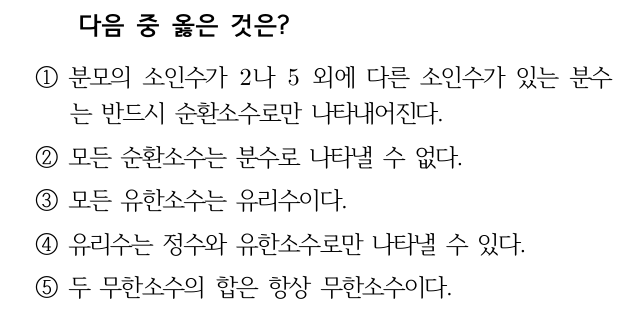 다음 중 옳은 것은?
① 분모의 소인수가 2나 5 외에 다른 소인수가 있는 분수
는 반드시 순환소수로만 나타내어진다.
② 모든 순환소수는 분수로 나타낼 수 없다.
③ 모든 유한소수는 유리수이다.
④ 유리수는 정수와 유한소수로만 나타낼 수 있다.
⑤ 두 무한소수의 합은 항상 무한소수이다.